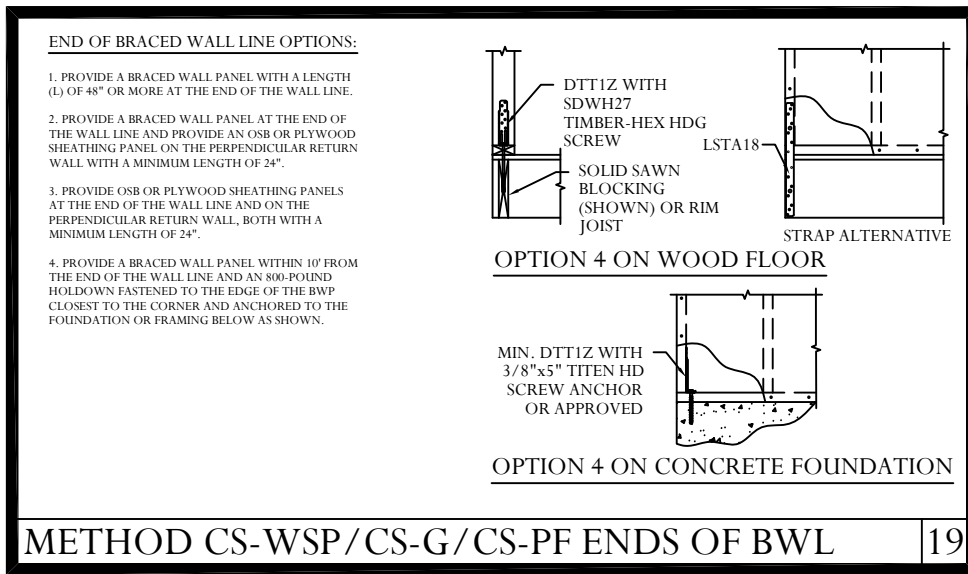 END OF BRACED WALL LINE OPTIONS:
1. PROVIDE A BRACED WALL PANEL WITH A LENGTH
(L) OF 48" OR MORE AT THE END OF THE WALL LINE.
2. PROVIDE A BRACED WALL PANEL AT THE END OF
THE WALL LINE AND PROVIDE AN OSB OR PLYWOOD
SHEATHING PANEL ON THE PERPENDICULAR RETURN
WALL WITH A MINIMUM LENGTH OF 24".
3. PROVIDE OSB OR PLYWOOD SHEATHING PANELS
AT THE END OF THE WALL LINE AND ON THE
PERPENDICULAR RETURN WALL, BOTH WITH A
MINIMUM LENGTH OF 24".
4. PROVIDE A BRACED WALL PANEL WITHIN 10' FROM
THE END OF THE WALL LINE AND AN 800-POUND
HOLDOWN FASTENED TO THE EDGE OF THE BWP
CLOSEST TO THE CORNER AND ANCHORED TO THE
FOUNDATION OR FRAMING BELOW AS SHOWN.
DTT1Z WITH
SDWH27
TIMBER-HEX HDG
SCREW
SOLID SAWN
BLOCKING
(SHOWN) OR RIM
JOIST
LSTA18
STRAP ALTERNATIVE
OPTION 4 ON WOOD FLOOR
MIN. DTT1Z WITH
3/8"x5" TITEN HD
SCREW ANCHOR
OR APPROVED
OPTION 4 ON CONCRETE FOUNDATION
METHOD CS-WSP/CS-G/CS-PF ENDS OF BWL
19